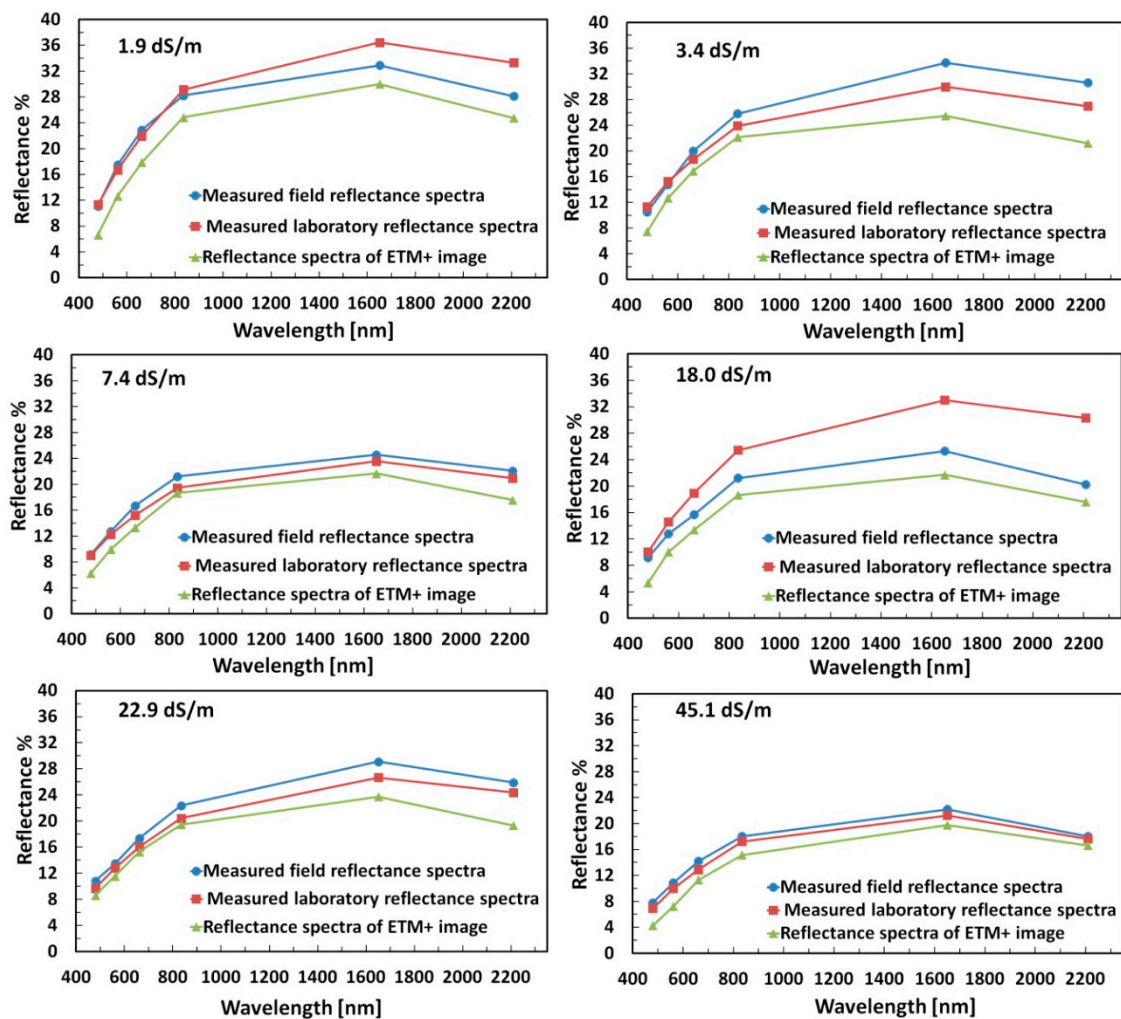 1.9 dS/m
Reflectance %
40
36
32
28
24
20
16
12
8
4
0
Measured field reflectance spectra
Measured laboratory reflectance spectra
Reflectance spectra of ETM+ image
400 600 800 1000 1200 1400 1600 1800 2000 2200
Wavelength [nm]
3.4 dS/m
Reflectance %
40
36
32
28
24
20
16
12
8
4
0
Measured field reflectance spectra
Measured laboratory reflectance spectra
Reflectance spectra of ETM+ image
400 600 800 1000 1200 1400 1600 1800 2000 2200
Wavelength [nm]
7.4 dS/m
Reflectance %
40
36
32
28
24
20
16
12
8
4
0
Measured field reflectance spectra
Measured laboratory reflectance spectra
Reflectance spectra of ETM+ image
400 600 800 1000 1200 1400 1600 1800 2000 2200
Wavelength [nm]
18.0 dS/m
Reflectance %
40
36
32
28
24
20
16
12
8
4
0
Measured field reflectance spectra
Measured laboratory reflectance spectra
Reflectance spectra of ETM+ image
400 600 800 1000 1200 1400 1600 1800 2000 2200
Wavelength [nm]
22.9 dS/m
Reflectance %
40
36
32
28
24
20
16
12
8
4
0
Measured field reflectance spectra
Measured laboratory reflectance spectra
Reflectance spectra of ETM+ image
400 600 800 1000 1200 1400 1600 1800 2000 2200
Wavelength [nm]
45.1 dS/m
Reflectance %
40
36
32
28
24
20
16
12
8
4
0
Measured field reflectance spectra
Measured laboratory reflectance spectra
Reflectance spectra of ETM+ image
400 600 800 1000 1200 1400 1600 1800 2000 2200
Wavelength [nm]